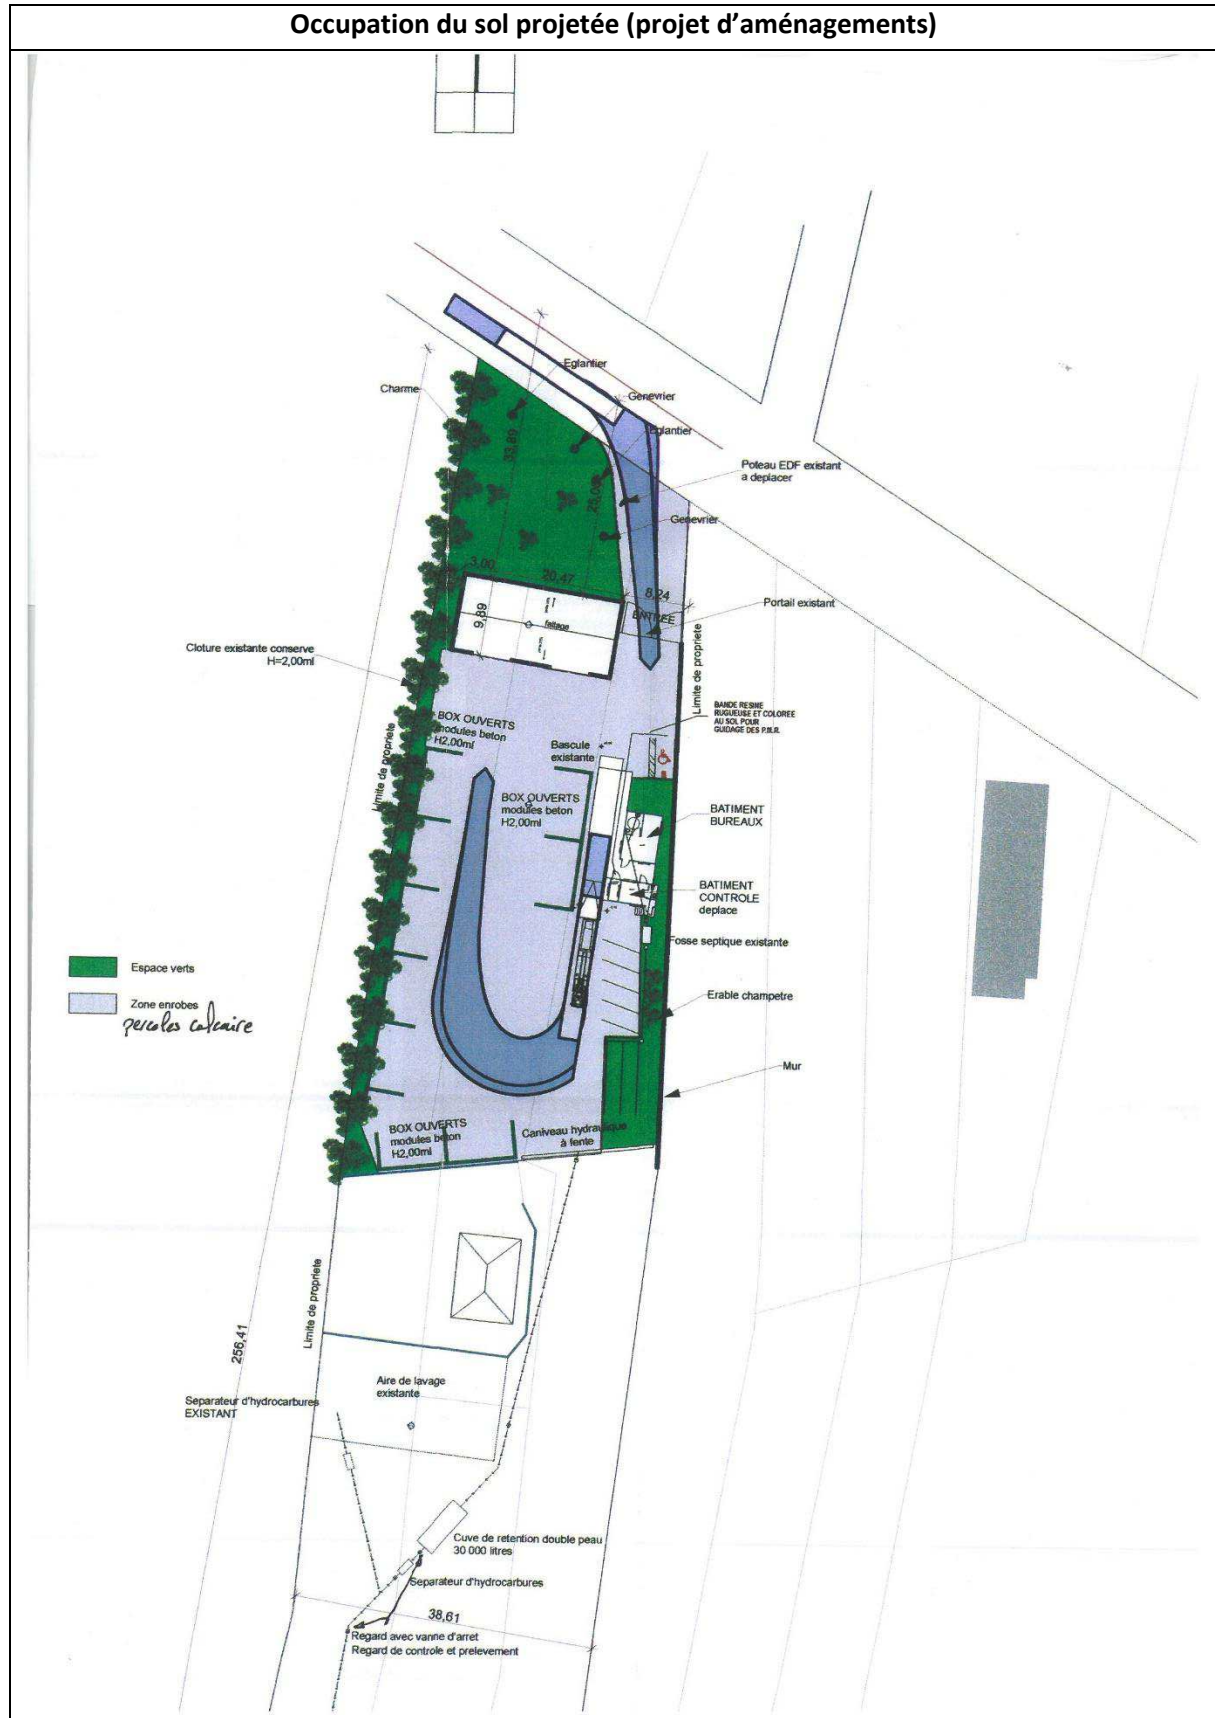 Occupation du sol projetée (projet d'aménagements)
Eglantier
Charme
Genevrier
Eglantier
33,89
Poteau EDF existant
a deplacer
25,00
Genevrier
3,00
20,47
8,24
Portail existant
ENTREE
9,89
faitage
Limite de propriete
Cloture existante conserve
H=2,00ml
BANDE RESINE
RUGUEUSE ET COLOREE
AU SOL POUR
GUIDAGE DES P.M.R.
BOX OUVERTS
modules beton
H2,00ml
Bascule
existante
Limite de propriete
BOX OUVERTS
modules beton
H2,00ml
BATIMENT
BUREAUX
BATIMENT
CONTROLE
deplace
Fosse septique existante
Espace verts
Erable champetre
Zone enrobes
percolés calcaire
Mur
BOX OUVERTS
modules beton
H2,00ml
Caniveau hydraulique
à fente
Limite de propriete
256,41
Aire de lavage
existante
Separateur d'hydrocarbures
EXISTANT
Cuve de retention double peau
30 000 litres
Separateur d'hydrocarbures
38,61
Regard avec vanne d'arret
Regard de controle et prelevement